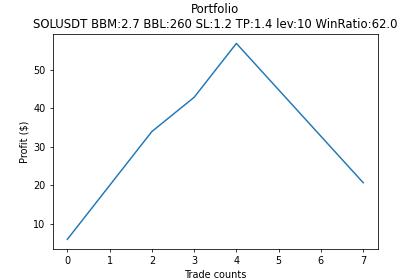 Portfolio
SOLUSDT BBM:2.7 BBL:260 SL:1.2 TP:1.4 lev:10 WinRatio:62.0
50
40
30
20
10
Profit ($)
0 1 2 3 4 5 6 7
Trade counts